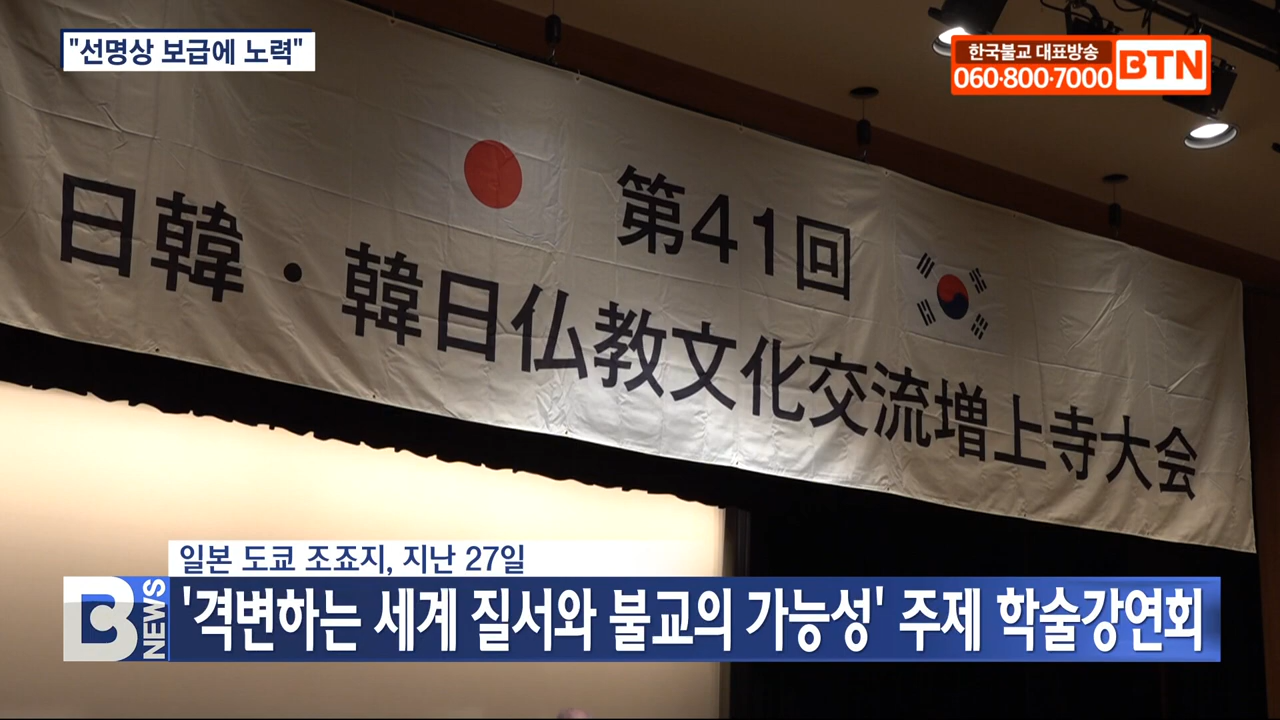 "선명상 보급에 노력"
한국불교 대표방송
060·800·7000
BTN
第41回
日韓・韓日仏教文化交流増上寺大会
일본 도쿄 조죠지, 지난 27일
B NEWS
'격변하는 세계 질서와 불교의 가능성' 주제 학술강연회